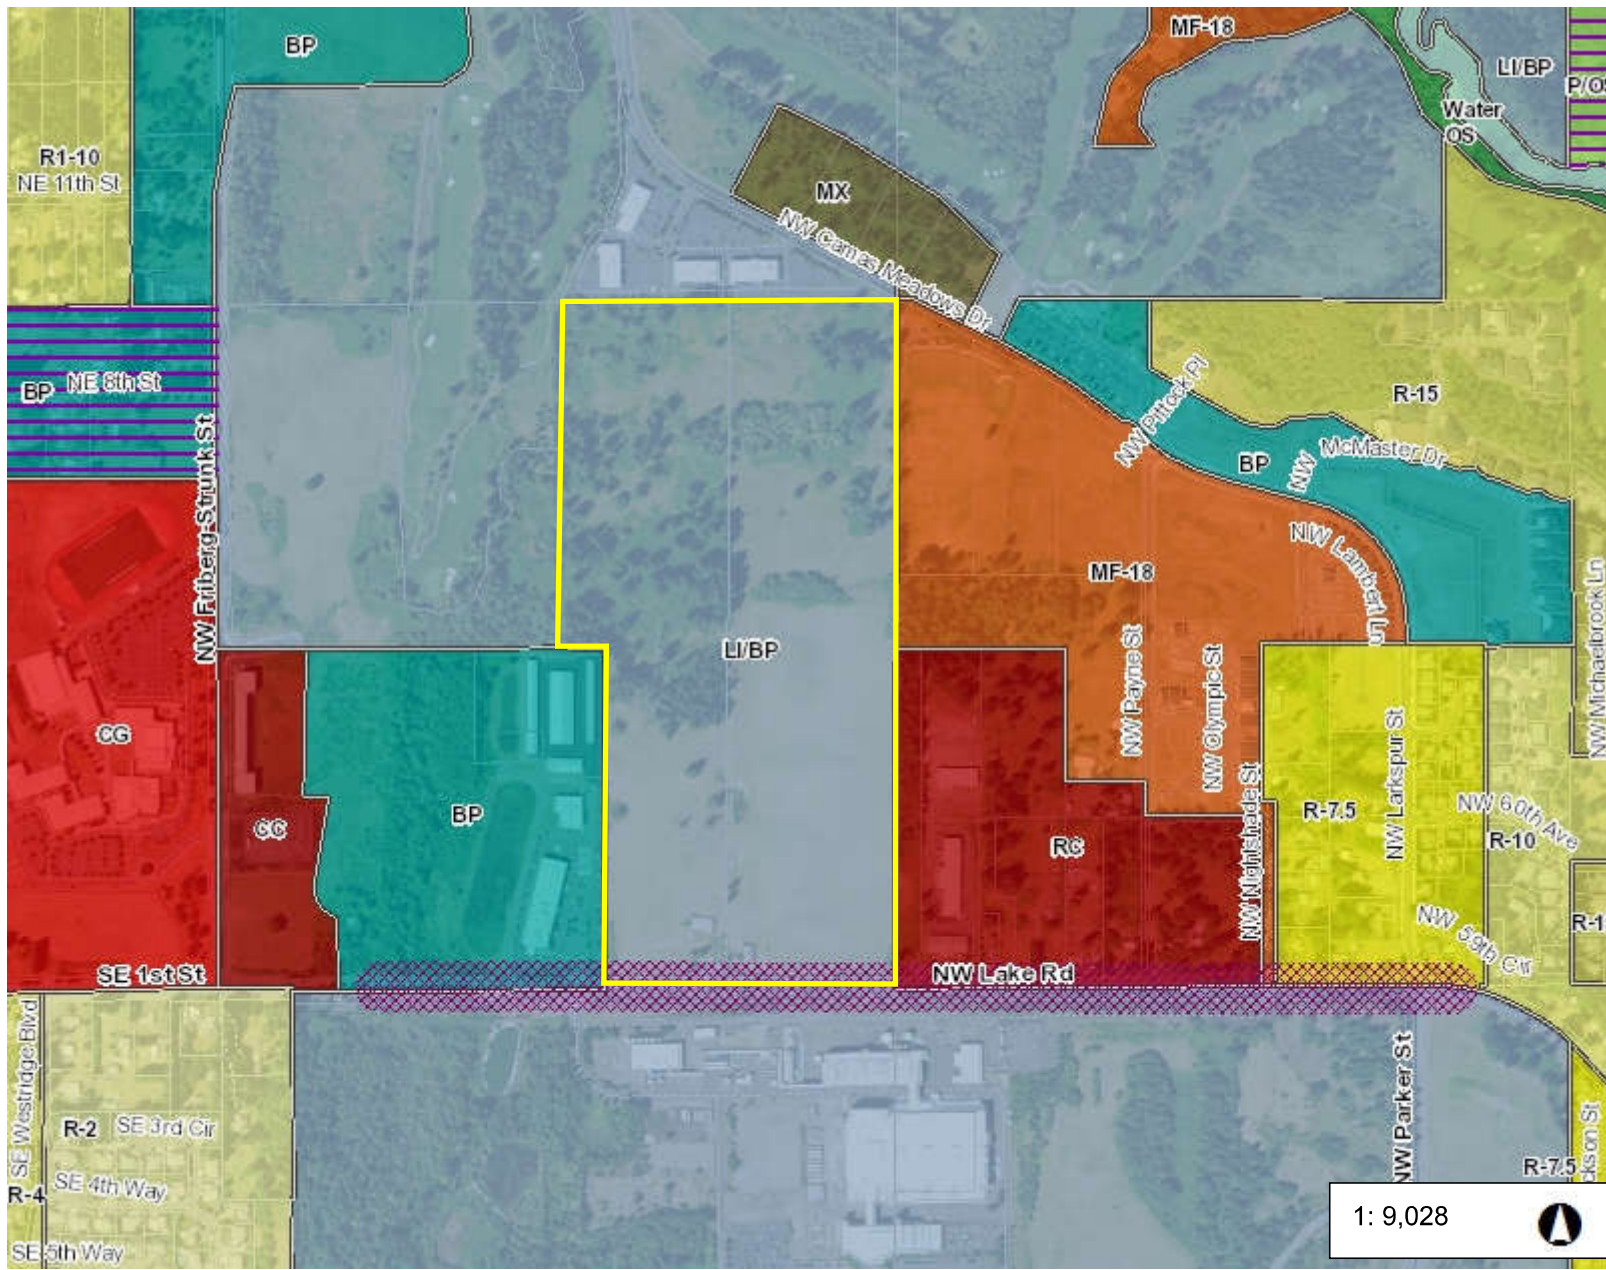 BP
MF-18
LI/BP
P/OS
Water
OS
R1-10
NE 11th St
MX
NW Camas Meadows Dr
BP
NE 8th St
NW Friberg-Strunk St
NW Pittock Pl
R-15
BP
NW
McMaster Dr
NW Lambert Ln
MF-18
LI/BP
NW Payne St
NW Olympic St
NW Michaelbrook Ln
CG
CC
BP
RC
NW Nightshade St
R-7.5
NW Larkspur St
NW 60th Ave
R-10
NW 59th Cir
R-1
SE 1st St
NW Lake Rd
SE Westridge Blvd
R-2
SE 3rd Cir
NW Parker St
R-4
SE 4th Way
R-7.5
ckson St
SE 5th Way
1: 9,028